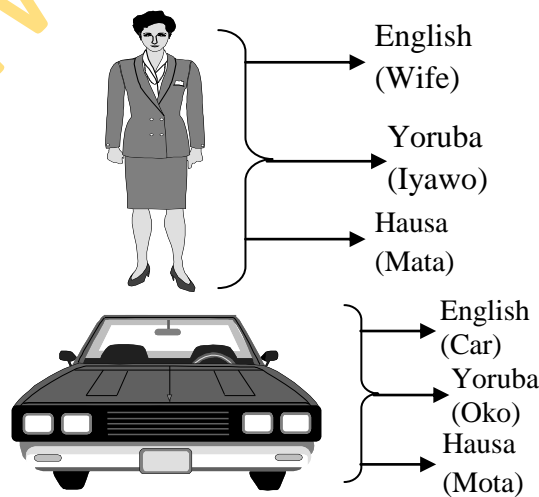 English
(Wife)
Yoruba
(Iyawo)
Hausa
(Mata)
English
(Car)
Yoruba
(Oko)
Hausa
(Mota)